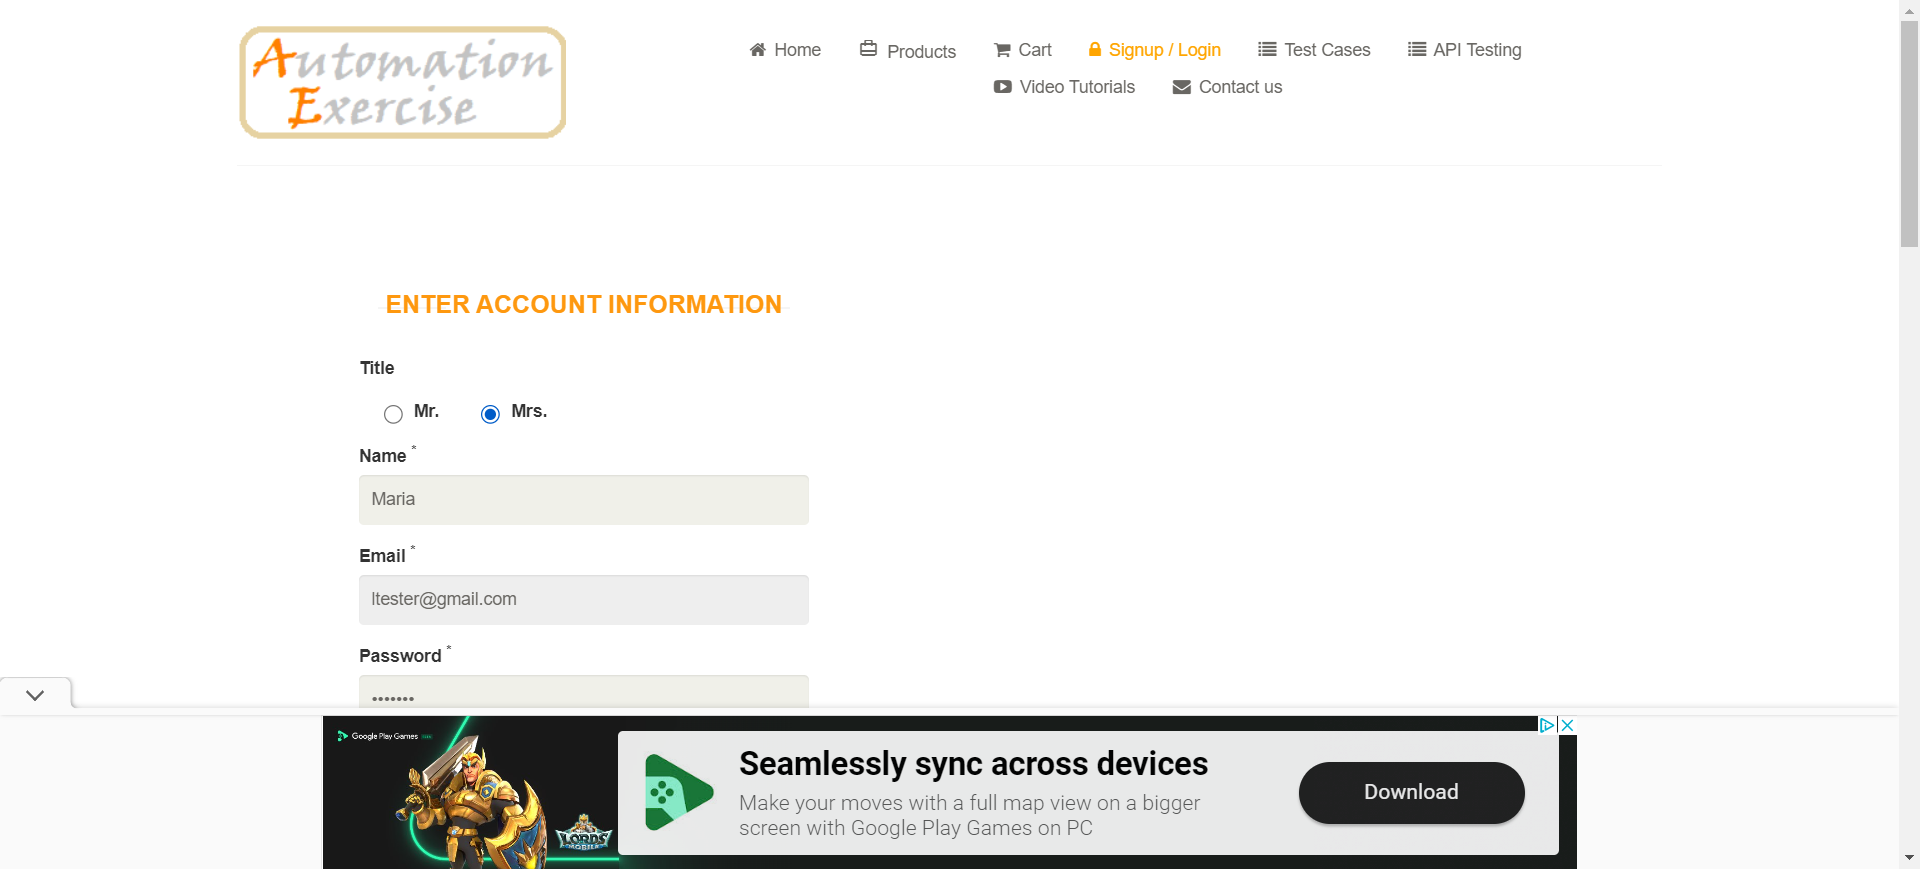 Automation
Exercise
Home
Products
Cart
Signup / Login
Test Cases
API Testing
Video Tutorials
Contact us
ENTER ACCOUNT INFORMATION
Title
Mr.
Mrs.
Name *
Maria
Email *
ltester@gmail.com
Password *
•••••••
Google Play Games
LORDS
MOBILE
Seamlessly sync across devices
Make your moves with a full map view on a bigger
screen with Google Play Games on PC
Download